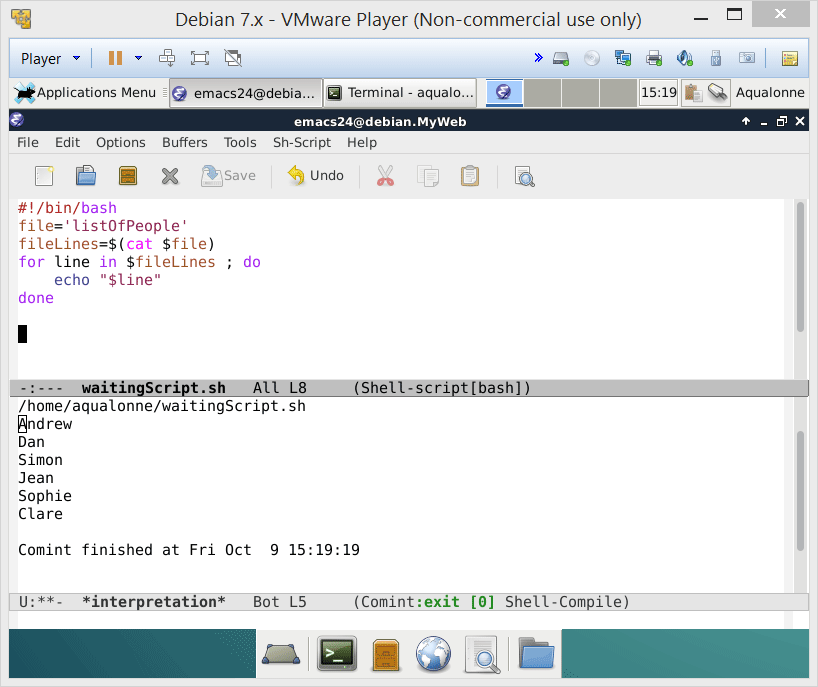 Debian 7.x - VMware Player (Non-commercial use only)
Player
Applications Menu emacs24@debia... Terminal - aqualo... 15:19 Aqualonne
emacs24@debian.MyWeb
File Edit Options Buffers Tools Sh-Script Help
Save Undo
#!/bin/bash
file='listOfPeople'
fileLines=$(cat $file)
for line in $fileLines ; do
    echo "$line"
done
-:--- waitingScript.sh All L8 (Shell-script[bash])
/home/aqualonne/waitingScript.sh
Andrew
Dan
Simon
Jean
Sophie
Clare
Comint finished at Fri Oct  9 15:19:19
U:**- *interpretation* Bot L5 (Comint:exit [0] Shell-Compile)